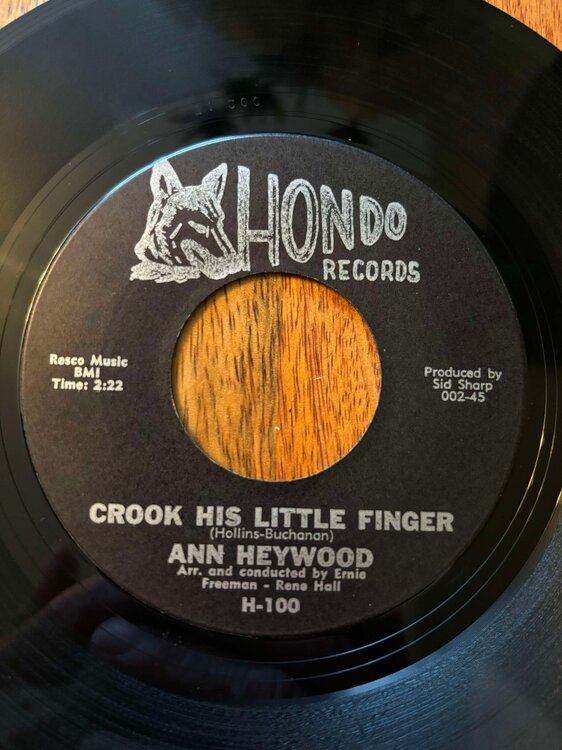 HONDO
RECORDS
Resco Music
BMI
Time: 2:22
Produced by
Sid Sharp
002-45
CROOK HIS LITTLE FINGER
(Hollins-Buchanan)
ANN HEYWOOD
Arr. and conducted by Ernie
Freeman - Rene Hall
H-100